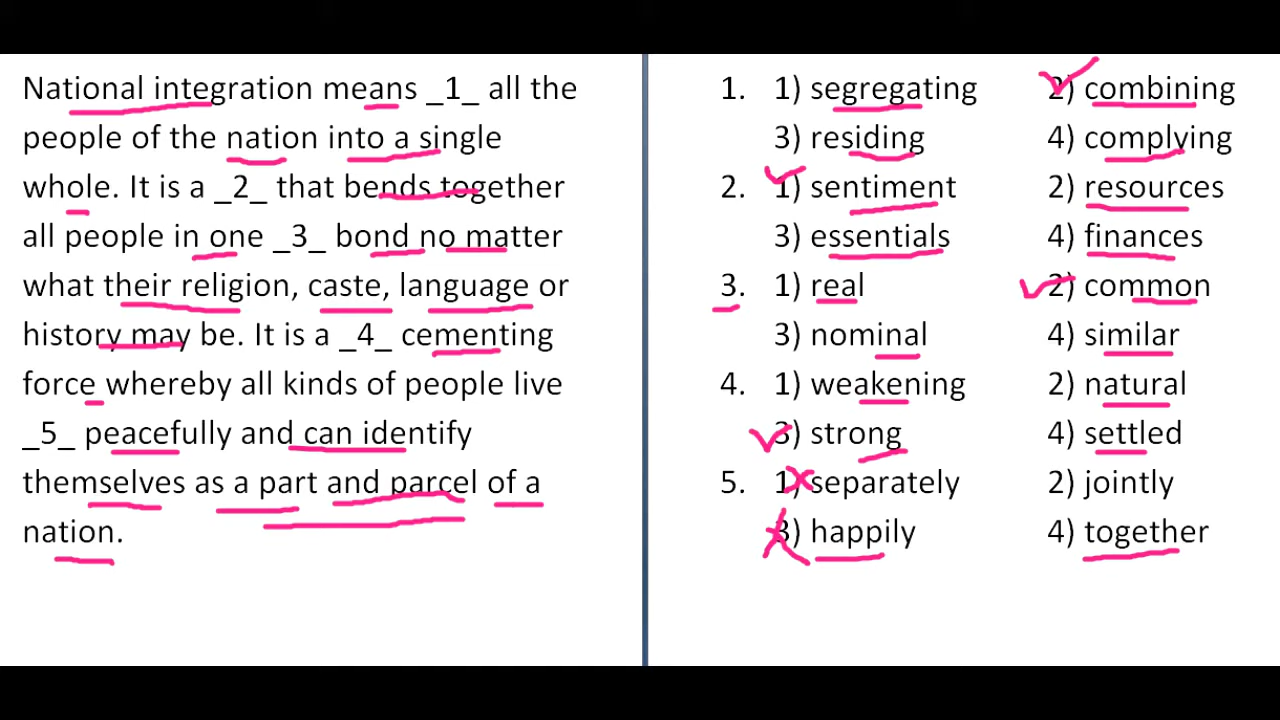 National integration means _1_ all the
people of the nation into a single
whole. It is a _2_ that bends together
all people in one _3_ bond no matter
what their religion, caste, language or
history may be. It is a _4_ cementing
force whereby all kinds of people live
_5_ peacefully and can identify
themselves as a part and parcel of a
nation.
1. 1) segregating 2) combining
3) residing 4) complying
2. 1) sentiment 2) resources
3) essentials 4) finances
3. 1) real 2) common
3) nominal 4) similar
4. 1) weakening 2) natural
3) strong 4) settled
5. 1) separately 2) jointly
3) happily 4) together